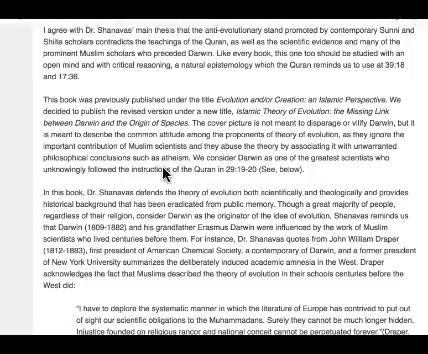 I agree with Dr. Shanavas' main thesis that the anti-evolutionary stand promoted by contemporary Sunni and
Shiite scholars contradicts the teachings of the Quran, as well as the scientific evidence and many of the
prominent Muslim scholars who preceded Darwin. Like every book, this one too should be studied with an
open mind and with critical reasoning, a natural epistemology which the Quran reminds us to use at 39:18
and 17:36.
This book was previously published under the title Evolution and/or Creation: an Islamic Perspective. We
decided to publish the revised version under a new title, Islamic Theory of Evolution: the Missing Link
between Darwin and the Origin of Species. The cover picture is not meant to disparage or vilify Darwin, but it
is meant to describe the common attitude among the proponents of theory of evolution, as they ignore the
important contribution of Muslim scientists and they abuse the theory by associating it with unwarranted
philosophical conclusions such as atheism. We consider Darwin as one of the greatest scientists who
unknowingly followed the instructions of the Quran in 29:19-20 (See, below).
In this book, Dr. Shanavas defends the theory of evolution both scientifically and theologically and provides
historical background that has been eradicated from public memory. Though a great majority of people,
regardless of their religion, consider Darwin as the originator of the idea of evolution, Shanavas reminds us
that Darwin (1809-1882) and his grandfather Erasmus Darwin were influenced by the work of Muslim
scientists who lived centuries before them. For instance, Dr. Shanavas quotes from John William Draper
(1812-1883), first president of American Chemical Society, a contemporary of Darwin, and a former president
of New York University summarizes the deliberately induced academic amnesia in the West. Draper
acknowledges the fact that Muslims described the theory of evolution in their schools centuries before the
West did:
"I have to deplore the systematic manner in which the literature of Europe has contrived to put out
of sight our scientific obligations to the Muhammadans. Surely they cannot be much longer hidden.
Injustice founded on religious rancor and national conceit cannot be perpetuated forever."(Draper,